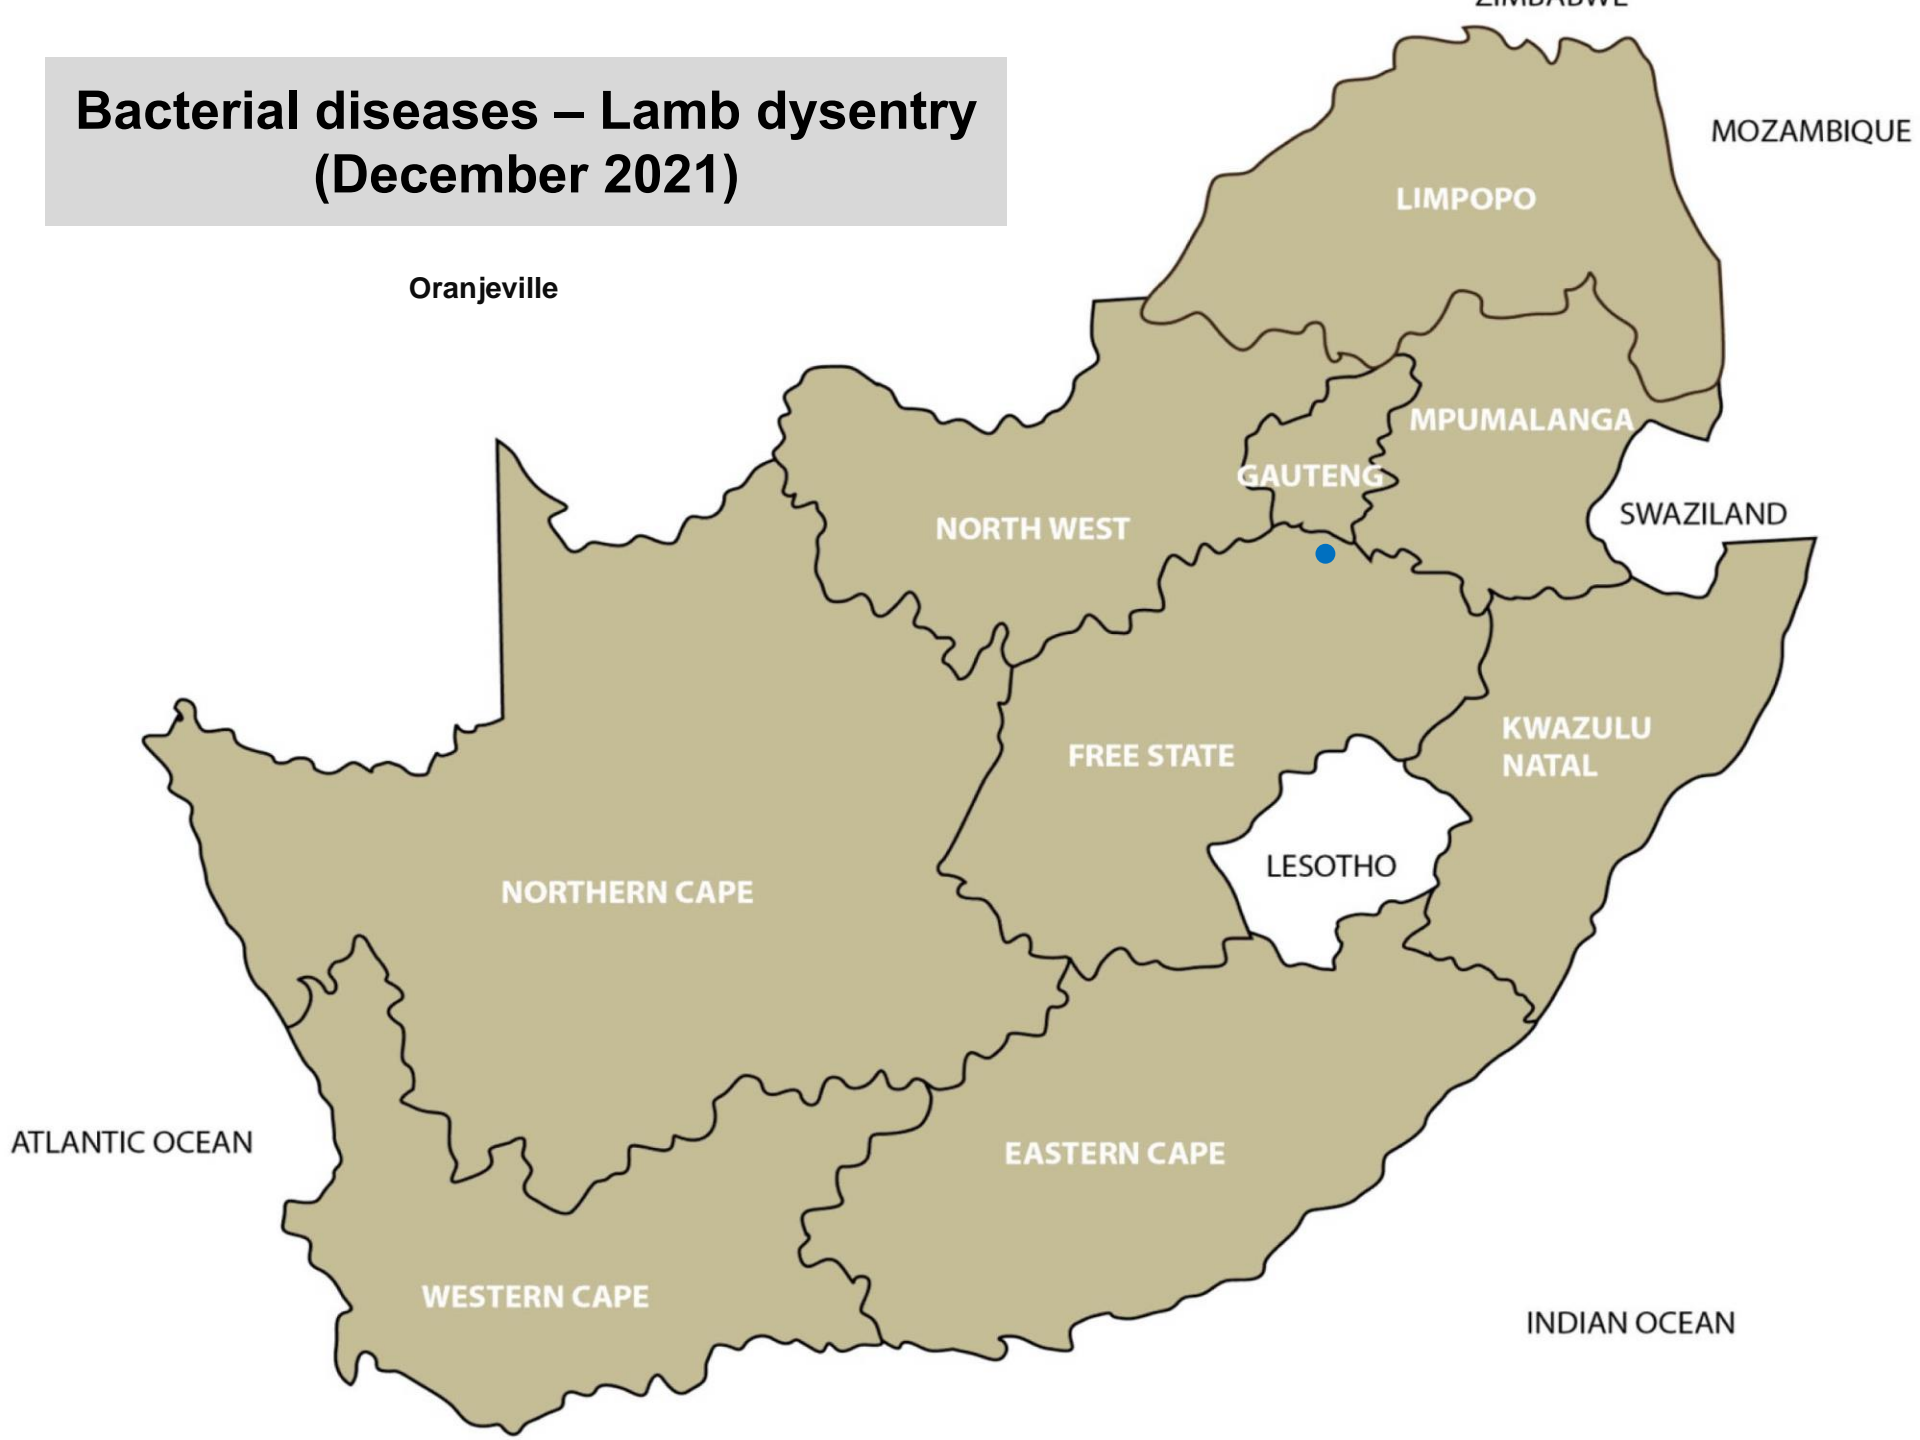 ZIMBABWE
Bacterial diseases – Lamb dysentry
(December 2021)
MOZAMBIQUE
LIMPOPO
Oranjeville
MPUMALANGA
GAUTENG
SWAZILAND
NORTH WEST
KWAZULU
NATAL
FREE STATE
LESOTHO
NORTHERN CAPE
ATLANTIC OCEAN
EASTERN CAPE
WESTERN CAPE
INDIAN OCEAN